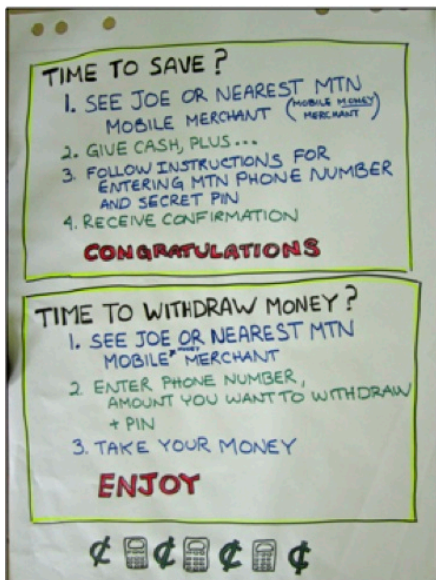 TIME TO SAVE?
1. SEE JOE OR NEAREST MTN
MOBILE MERCHANT (MOBILE MONEY MERCHANT)
2. GIVE CASH, PLUS...
3. FOLLOW INSTRUCTIONS FOR
ENTERING MTN PHONE NUMBER
AND SECRET PIN
4. RECEIVE CONFIRMATION
CONGRATULATIONS
TIME TO WITHDRAW MONEY?
1. SEE JOE OR NEAREST MTN
MOBILE MONEY MERCHANT
2. ENTER PHONE NUMBER,
AMOUNT YOU WANT TO WITHDRAW
+ PIN
3. TAKE YOUR MONEY
ENJOY
¢ ¢ ¢ ¢